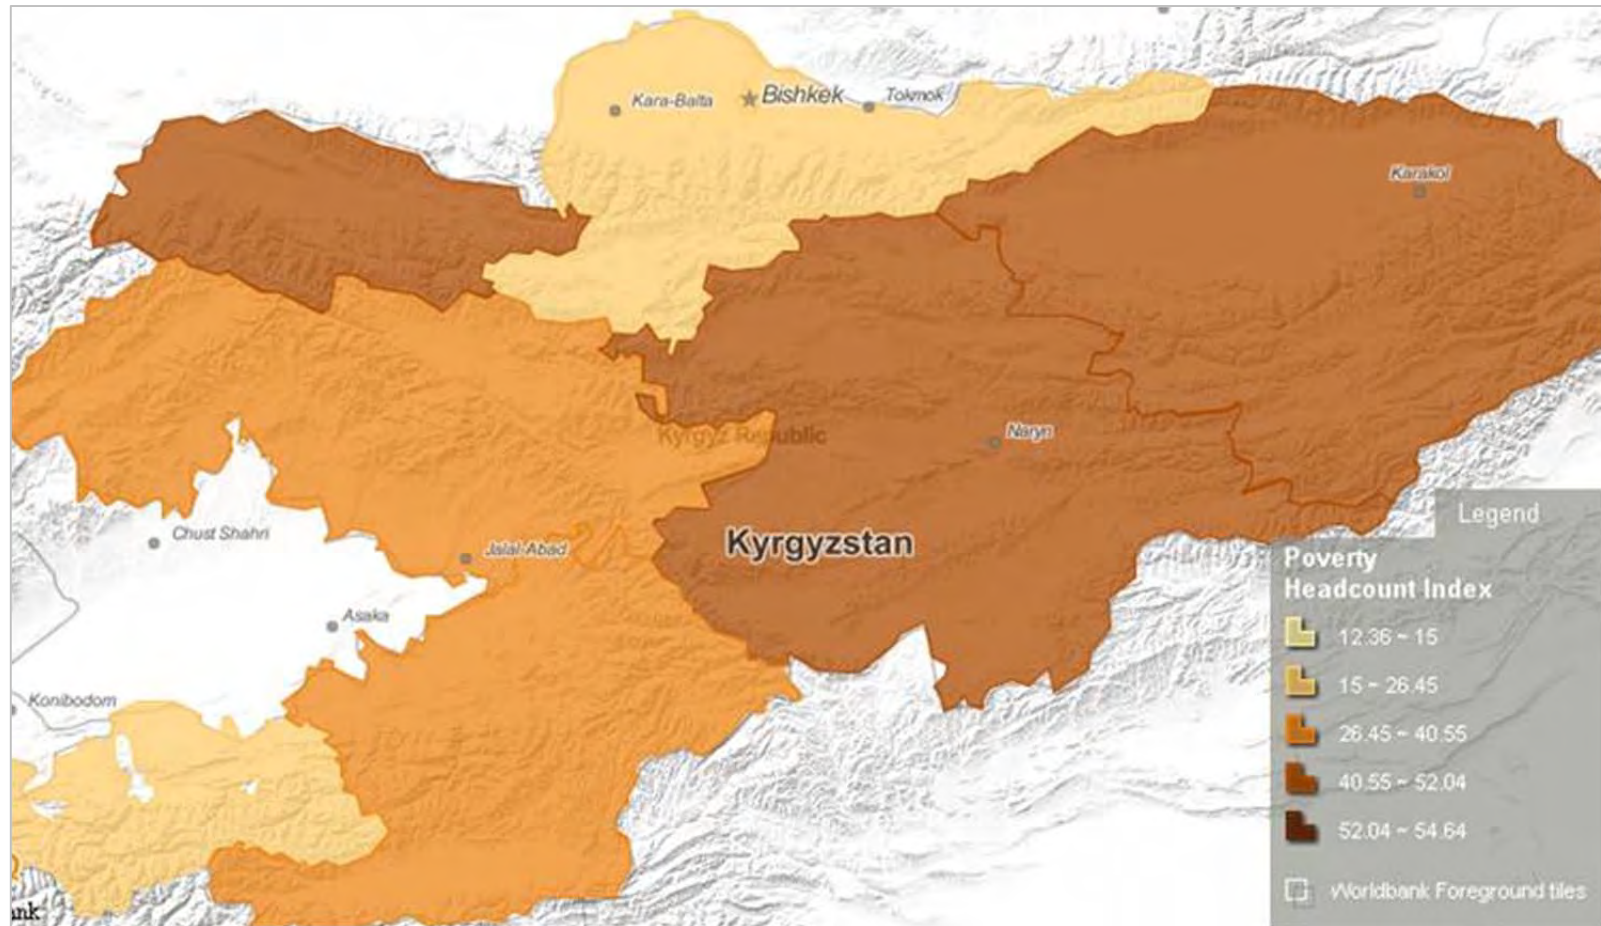 Kara-Balta
Bishkek
Tokmok
Karakol
Naryn
Kyrgyz Republic
Chust Shahri
Jalal-Abad
Kyrgyzstan
Asaka
Konibodom
Legend
Poverty
Headcount Index
12.36 ~ 15
15 ~ 26.45
26.45 ~ 40.55
40.55 ~ 52.04
52.04 ~ 54.64
Worldbank Foreground tiles